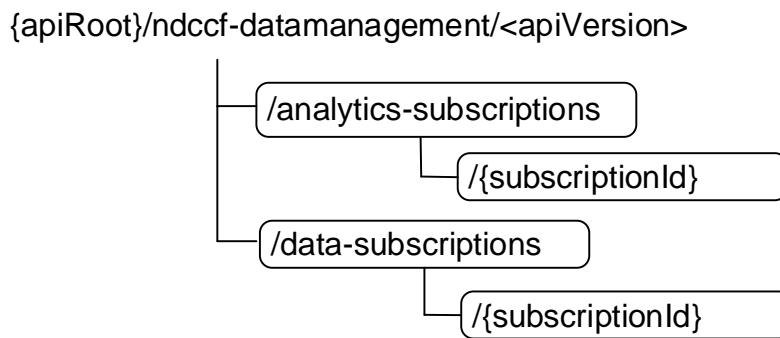 {apiRoot}/ndccf-datamanagement/<apiVersion>
/analytics-subscriptions
/{subscriptionId}
/data-subscriptions
/{subscriptionId}